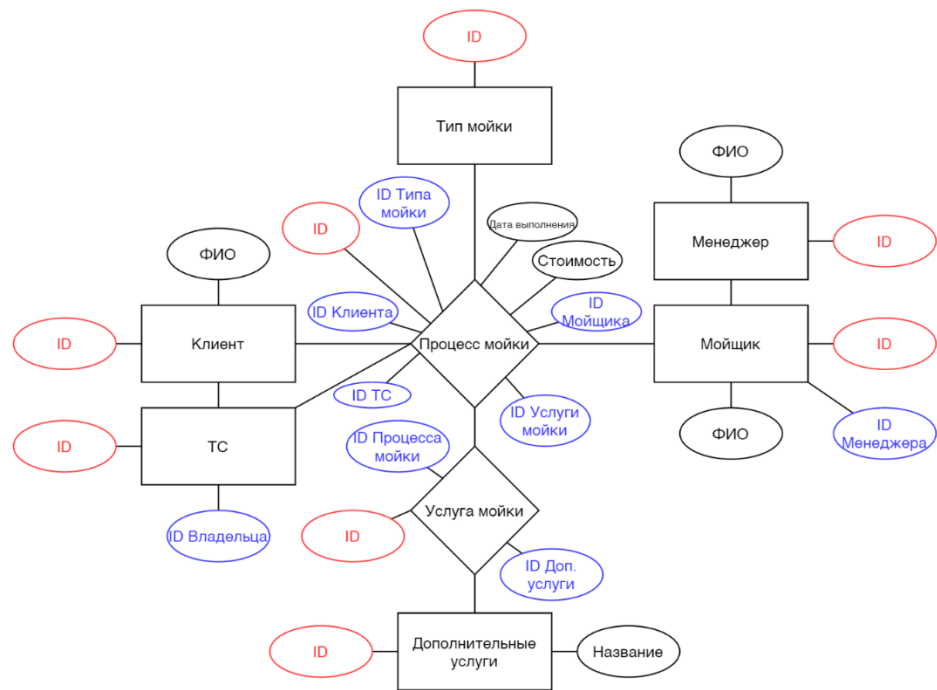 ID
Тип мойки
ФИО
ID Типа
мойки
ID
Дата выполнения
Менеджер
ID
ФИО
Стоимость
ID Клиента
ID
Мойщика
ID
Клиент
Процесс мойки
Мойщик
ID
ID ТС
ID Услуги
мойки
ФИО
ID
Менеджера
ID
ТС
ID Процесса
мойки
Услуга мойки
ID Владельца
ID
ID Доп.
услуги
ID
Дополнительные
услуги
Название